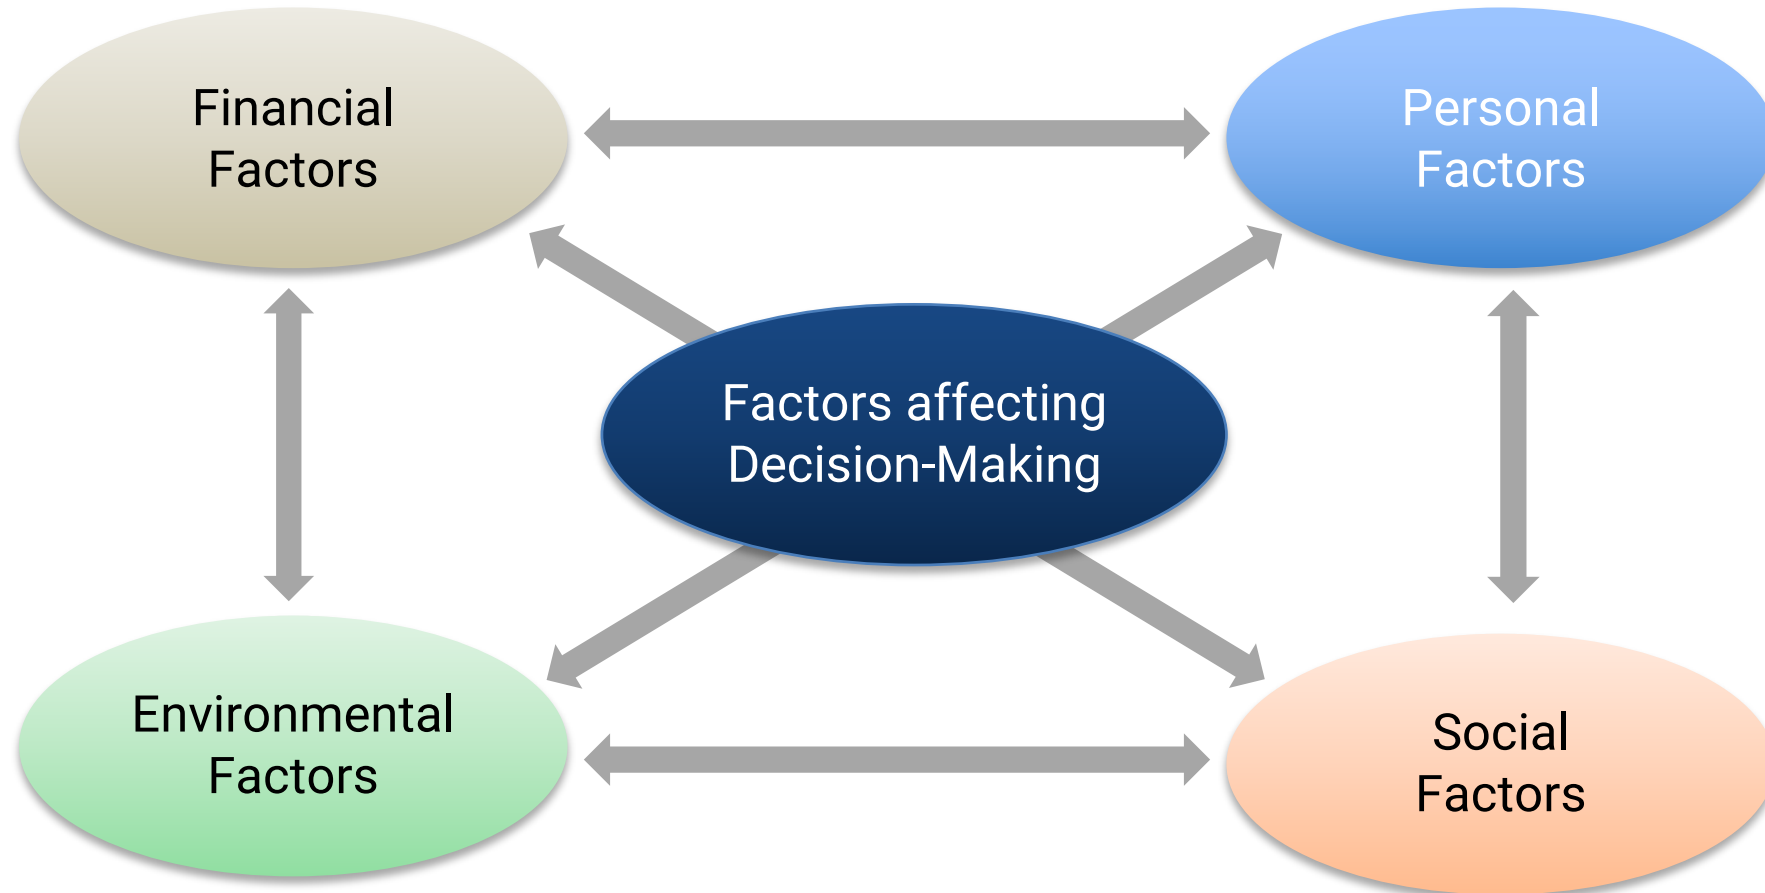 Financial
Factors
Personal
Factors
Factors affecting
Decision-Making
Environmental
Factors
Social
Factors